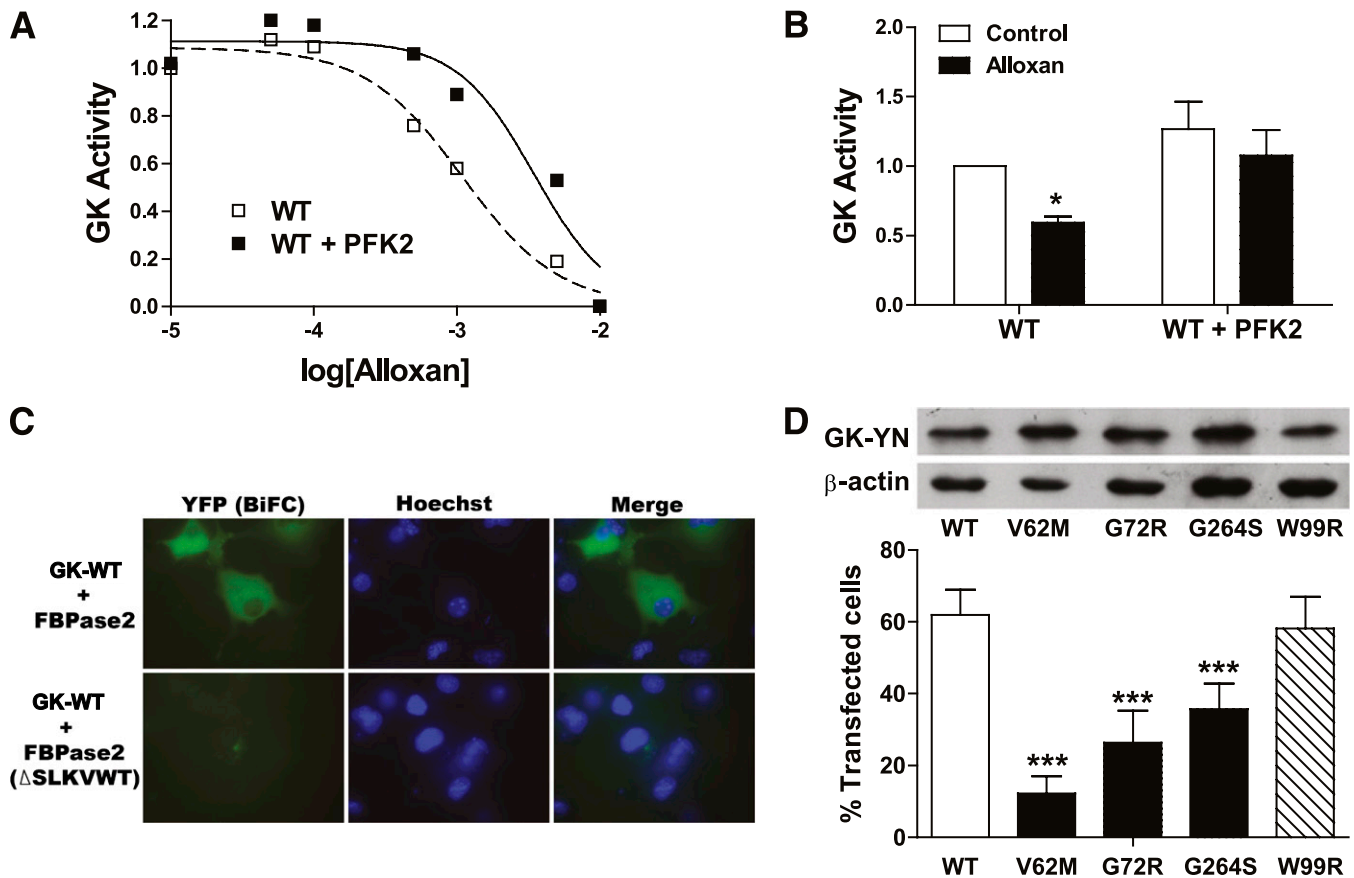 A
1.2
1.0
0.8
0.6
0.4
0.2
0.0
GK Activity
WT
WT + PFK2
-5 -4 -3 -2
log[Alloxan]
B
2.0
1.5
1.0
0.5
0.0
GK Activity
Control
Alloxan
*
WT WT + PFK2
C
YFP (BiFC) Hoechst Merge
GK-WT
+
FBPase2
GK-WT
+
FBPase2
(ΔSLKVWT)
D
GK-YN
β-actin
WT V62M G72R G264S W99R
80
60
40
20
0
% Transfected cells
***
***
***
WT V62M G72R G264S W99R